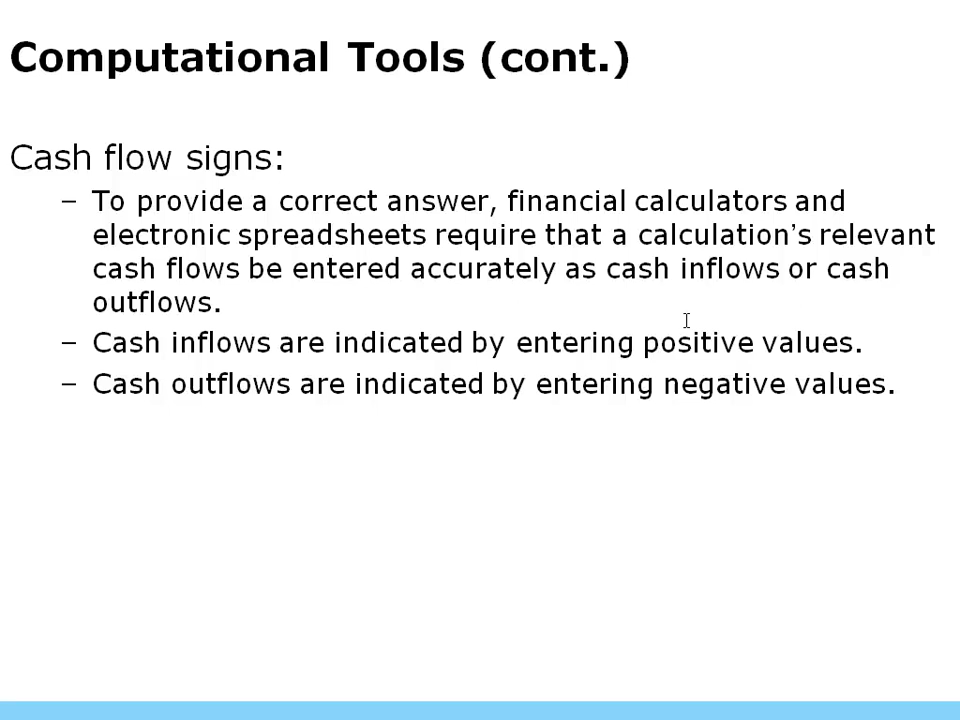 Computational Tools (cont.)
Cash flow signs:
– To provide a correct answer, financial calculators and
electronic spreadsheets require that a calculation’s relevant
cash flows be entered accurately as cash inflows or cash
outflows.
– Cash inflows are indicated by entering positive values.
– Cash outflows are indicated by entering negative values.